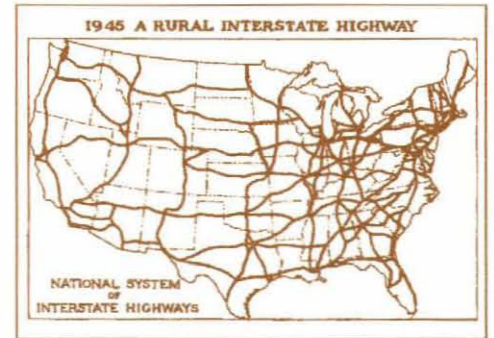 1945 A RURAL INTERSTATE HIGHWAY
NATIONAL SYSTEM
OF
INTERSTATE HIGHWAYS